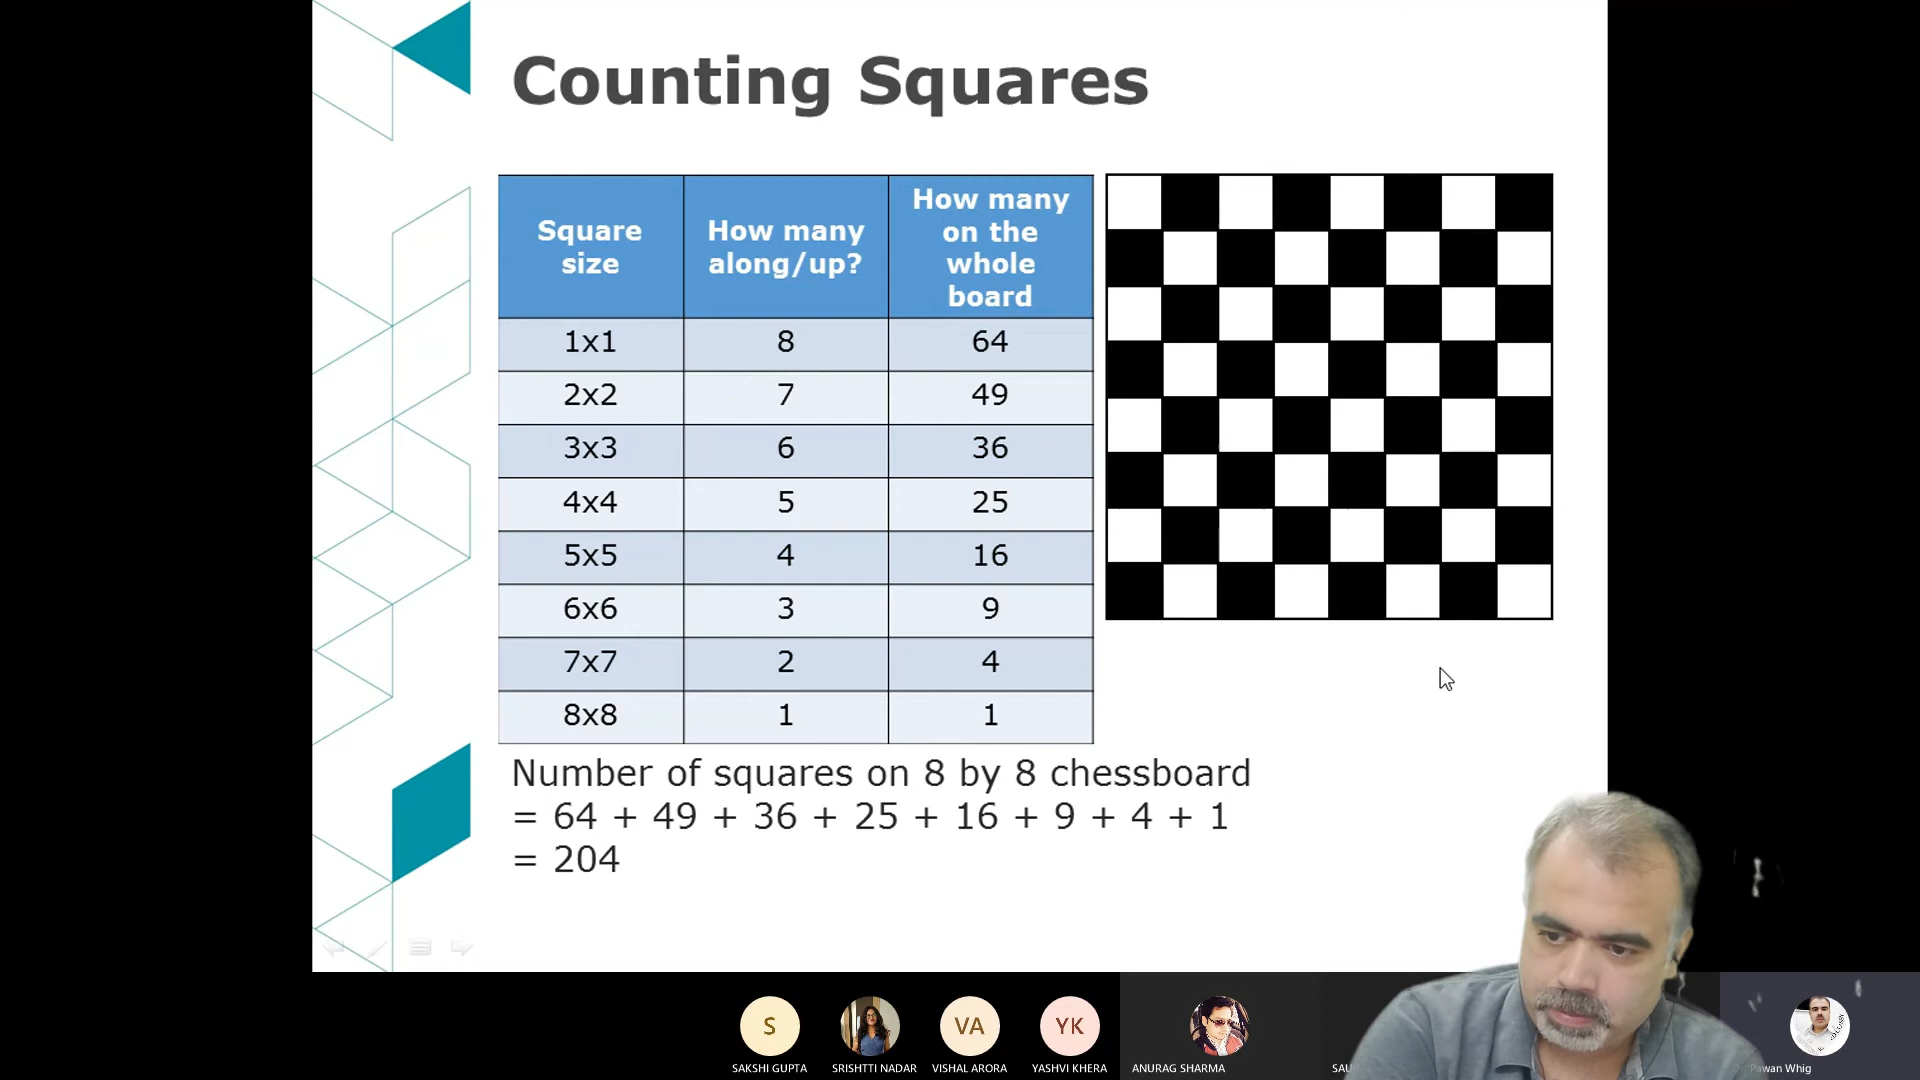 Counting Squares
Square
size
How many
along/up?
How many
on the
whole
board
1x1 8 64
2x2 7 49
3x3 6 36
4x4 5 25
5x5 4 16
6x6 3 9
7x7 2 4
8x8 1 1
Number of squares on 8 by 8 chessboard
= 64 + 49 + 36 + 25 + 16 + 9 + 4 + 1
= 204
S VA YK
SAKSHI GUPTA SRISHTTI NADAR VISHAL ARORA YASHVI KHERA ANURAG SHARMA SAU Pawan Whig